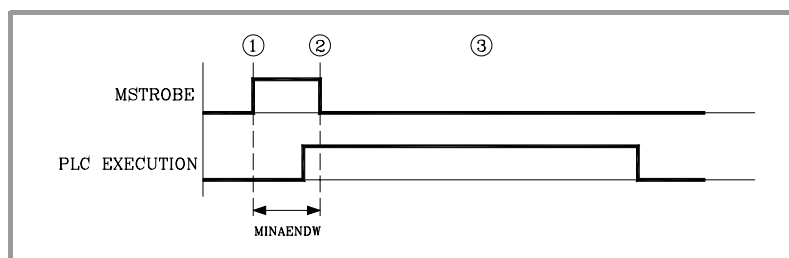 ① ② ③
MSTROBE
PLC EXECUTION
MINAENDW